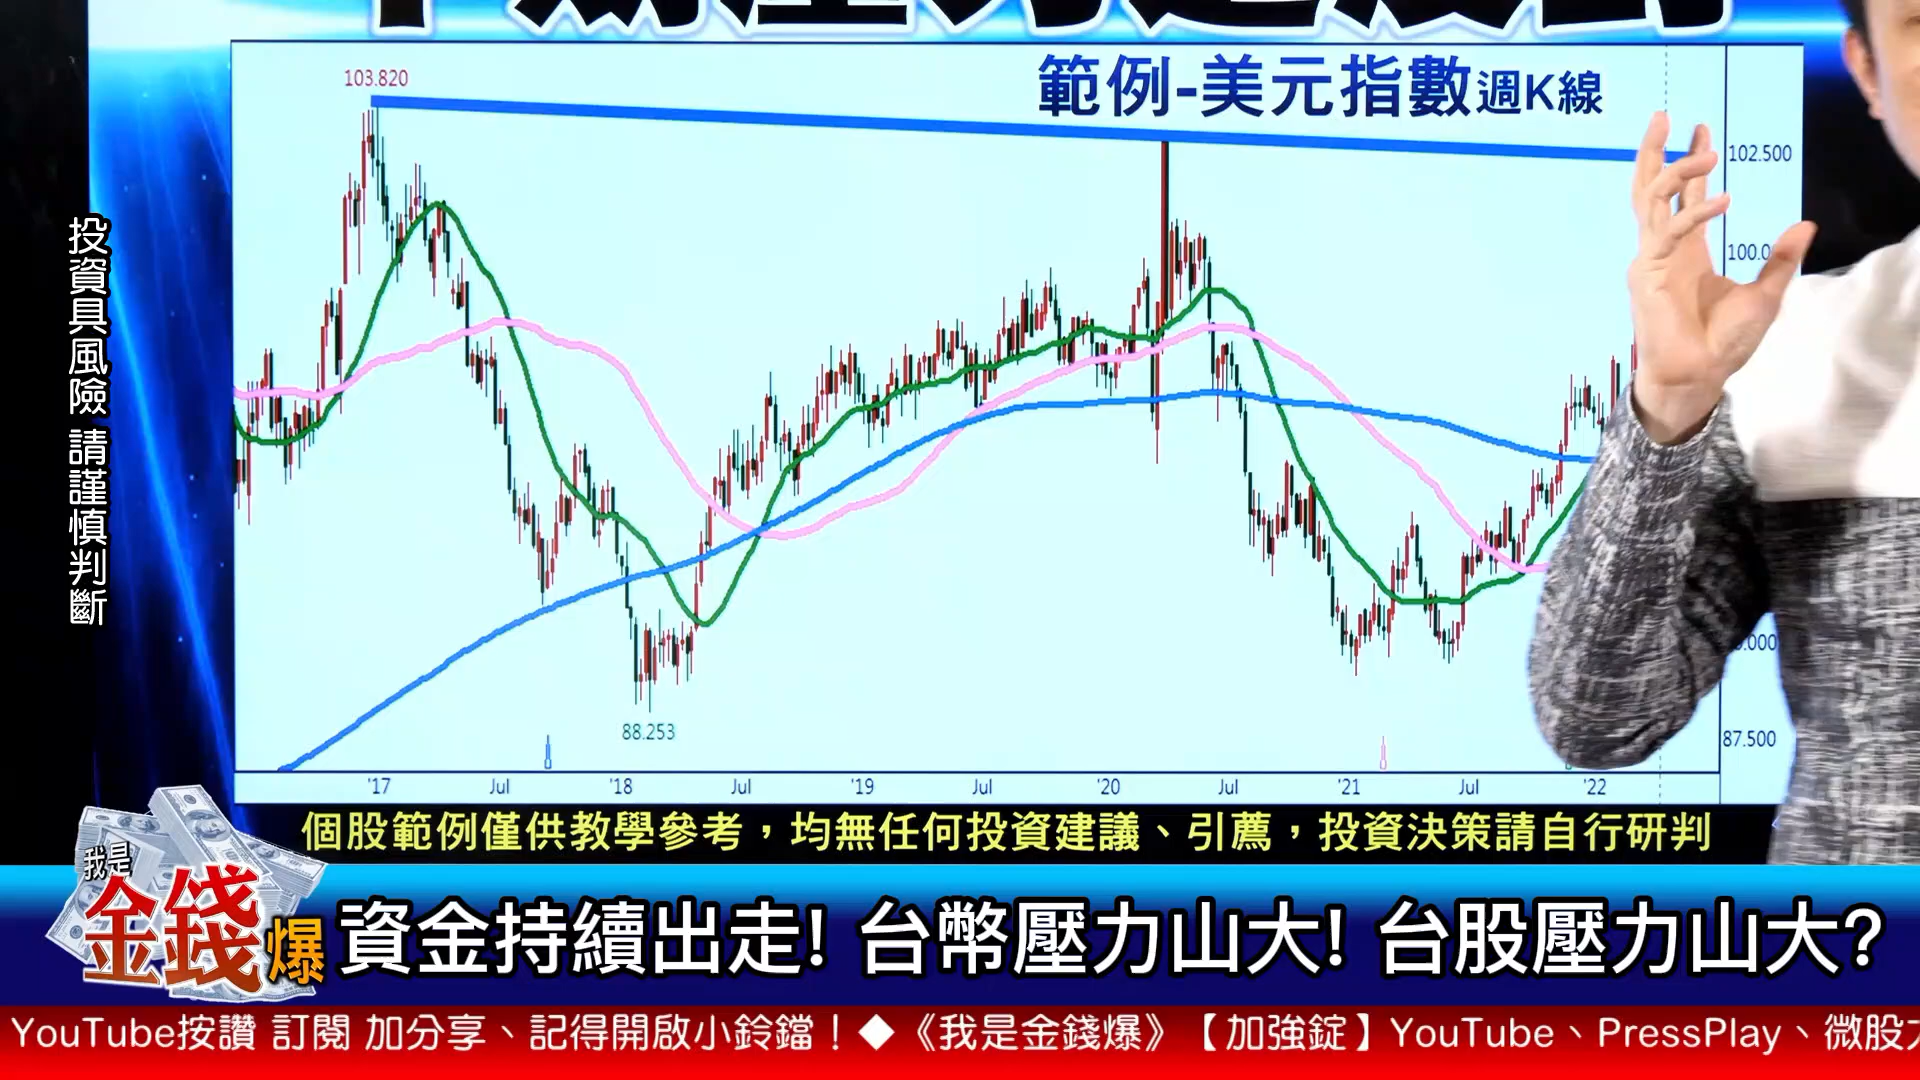 範例-美元指數週K線
103.820
102.500
100.0
投資具風險 請謹慎判斷
.000
88.253
87.500
'17 Jul '18 Jul '19 Jul '20 Jul '21 Jul '22
個股範例僅供教學參考，均無任何投資建議、引薦，投資決策請自行研判
我是
金錢爆
資金持續出走! 台幣壓力山大! 台股壓力山大?
YouTube按讚 訂閱 加分享、記得開啟小鈴鐺！◆《我是金錢爆》【加強錠】YouTube、PressPlay、微股